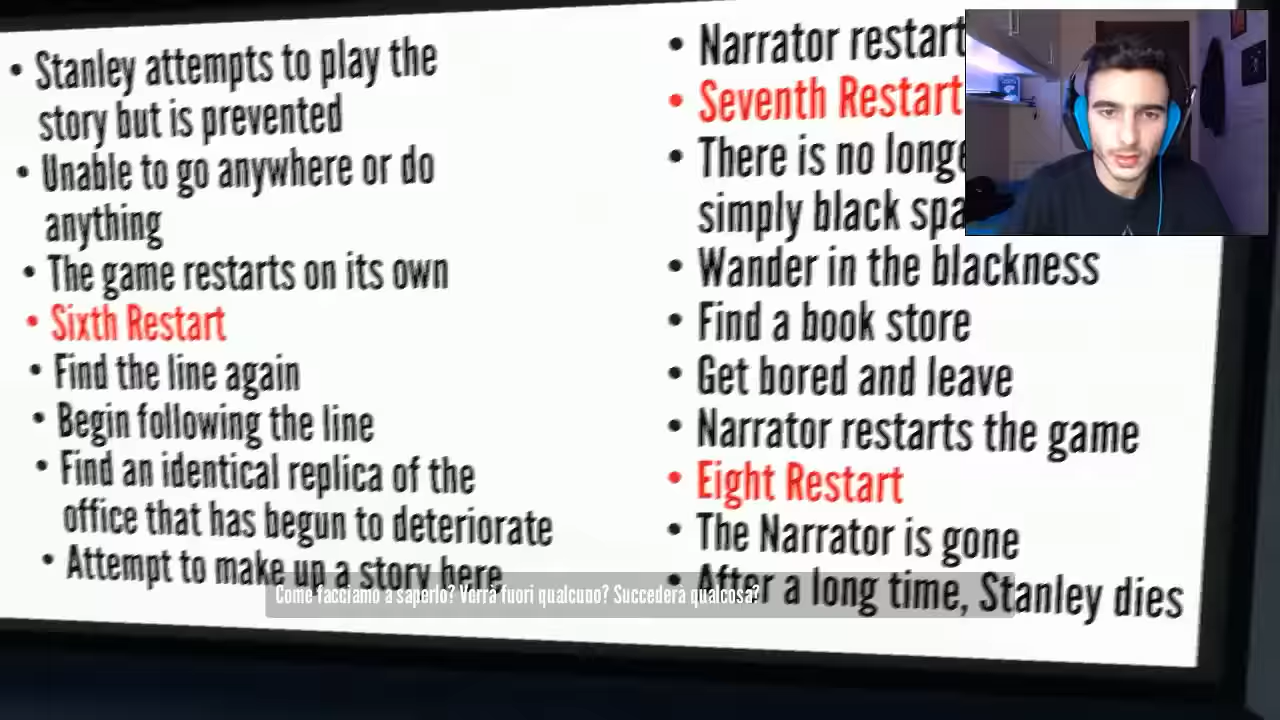 • Stanley attempts to play the
story but is prevented
• Unable to go anywhere or do
anything
• The game restarts on its own
• Sixth Restart
• Find the line again
• Begin following the line
• Find an identical replica of the
office that has begun to deteriorate
• Attempt to make up a story here
• Narrator restart
• Seventh Restart
• There is no longe
simply black spa
• Wander in the blackness
• Find a book store
• Get bored and leave
• Narrator restarts the game
• Eight Restart
• The Narrator is gone
• After a long time, Stanley dies
Come facciamo a saperlo? Verrà fuori qualcuno? Succederà qualcosa?